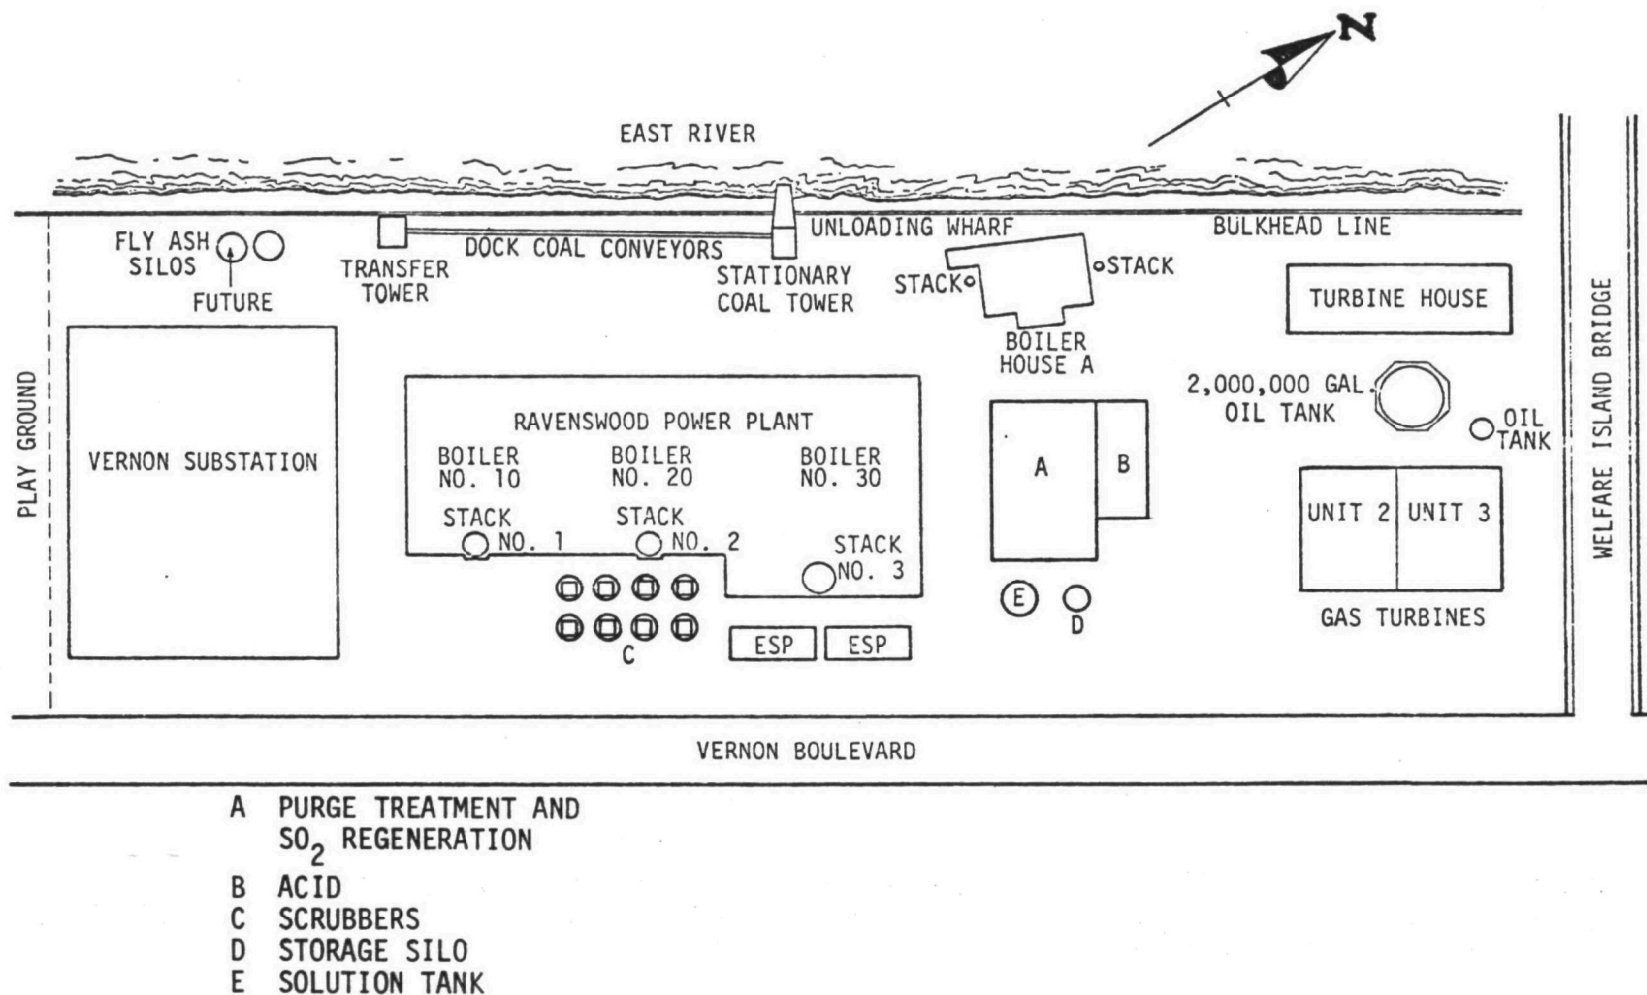 N
EAST RIVER
FLY ASH
SILOS
FUTURE
TRANSFER
TOWER
DOCK COAL CONVEYORS
STATIONARY
COAL TOWER
UNLOADING WHARF
BULKHEAD LINE
STACK
STACK
BOILER
HOUSE A
TURBINE HOUSE
2,000,000 GAL.
OIL TANK
OIL
TANK
WELFARE ISLAND BRIDGE
PLAY GROUND
VERNON SUBSTATION
RAVENSWOOD POWER PLANT
BOILER
NO. 10
BOILER
NO. 20
BOILER
NO. 30
STACK
NO. 1
STACK
NO. 2
STACK
NO. 3
A
B
UNIT 2
UNIT 3
GAS TURBINES
E
D
C
ESP
ESP
VERNON BOULEVARD
A PURGE TREATMENT AND
SO2 REGENERATION
B ACID
C SCRUBBERS
D STORAGE SILO
E SOLUTION TANK